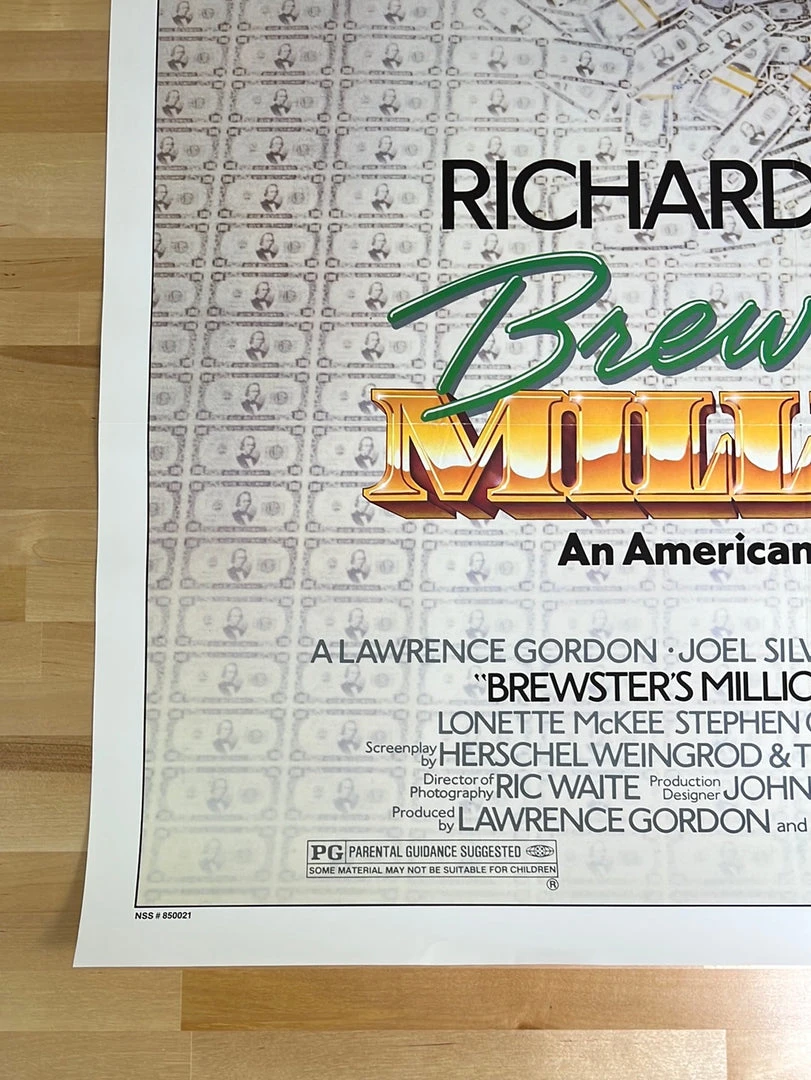 RICHARD
Brew
MILL
An American
A LAWRENCE GORDON · JOEL SILV
"BREWSTER'S MILLIO
LONETTE McKEE STEPHEN
Screenplay by HERSCHEL WEINGROD & T
Director of Photography RIC WAITE Production Designer JOHN
Produced by LAWRENCE GORDON and
PG PARENTAL GUIDANCE SUGGESTED
SOME MATERIAL MAY NOT BE SUITABLE FOR CHILDREN
®
NSS # 850021